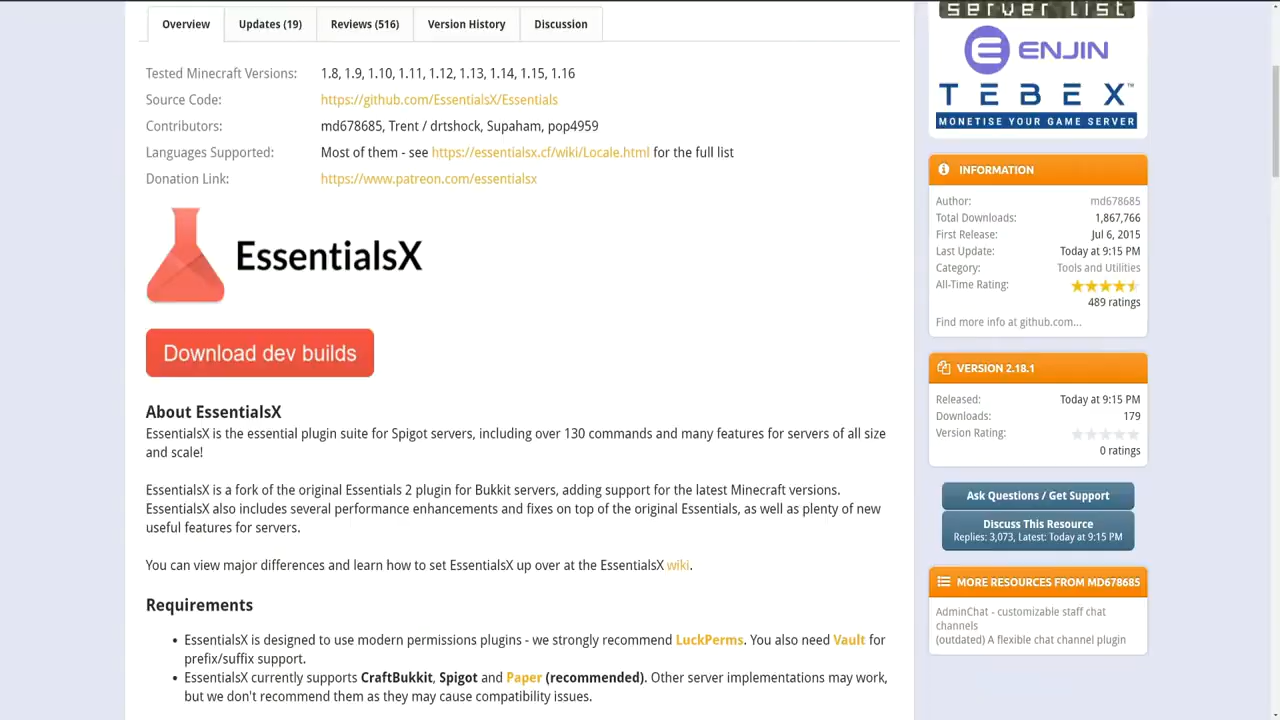 Overview
Updates (19)
Reviews (516)
Version History
Discussion
Tested Minecraft Versions: 1.8, 1.9, 1.10, 1.11, 1.12, 1.13, 1.14, 1.15, 1.16
Source Code: https://github.com/EssentialsX/Essentials
Contributors: md678685, Trent / drtshock, Supaham, pop4959
Languages Supported: Most of them - see https://essentialsx.cf/wiki/Locale.html for the full list
Donation Link: https://www.patreon.com/essentialsx
EssentialsX
Download dev builds
About EssentialsX
EssentialsX is the essential plugin suite for Spigot servers, including over 130 commands and many features for servers of all size
and scale!
EssentialsX is a fork of the original Essentials 2 plugin for Bukkit servers, adding support for the latest Minecraft versions.
EssentialsX also includes several performance enhancements and fixes on top of the original Essentials, as well as plenty of new
useful features for servers.
You can view major differences and learn how to set EssentialsX up over at the EssentialsX wiki.
Requirements
• EssentialsX is designed to use modern permissions plugins - we strongly recommend LuckPerms. You also need Vault for
prefix/suffix support.
• EssentialsX currently supports CraftBukkit, Spigot and Paper (recommended). Other server implementations may work,
but we don't recommend them as they may cause compatibility issues.
server list
ENJIN
TEBEX™
MONETISE YOUR GAME SERVER
INFORMATION
Author: md678685
Total Downloads: 1,867,766
First Release: Jul 6, 2015
Last Update: Today at 9:15 PM
Category: Tools and Utilities
All-Time Rating:
489 ratings
Find more info at github.com...
VERSION 2.18.1
Released: Today at 9:15 PM
Downloads: 179
Version Rating:
0 ratings
Ask Questions / Get Support
Discuss This Resource
Replies: 3,073, Latest: Today at 9:15 PM
MORE RESOURCES FROM MD678685
AdminChat - customizable staff chat
channels
(outdated) A flexible chat channel plugin